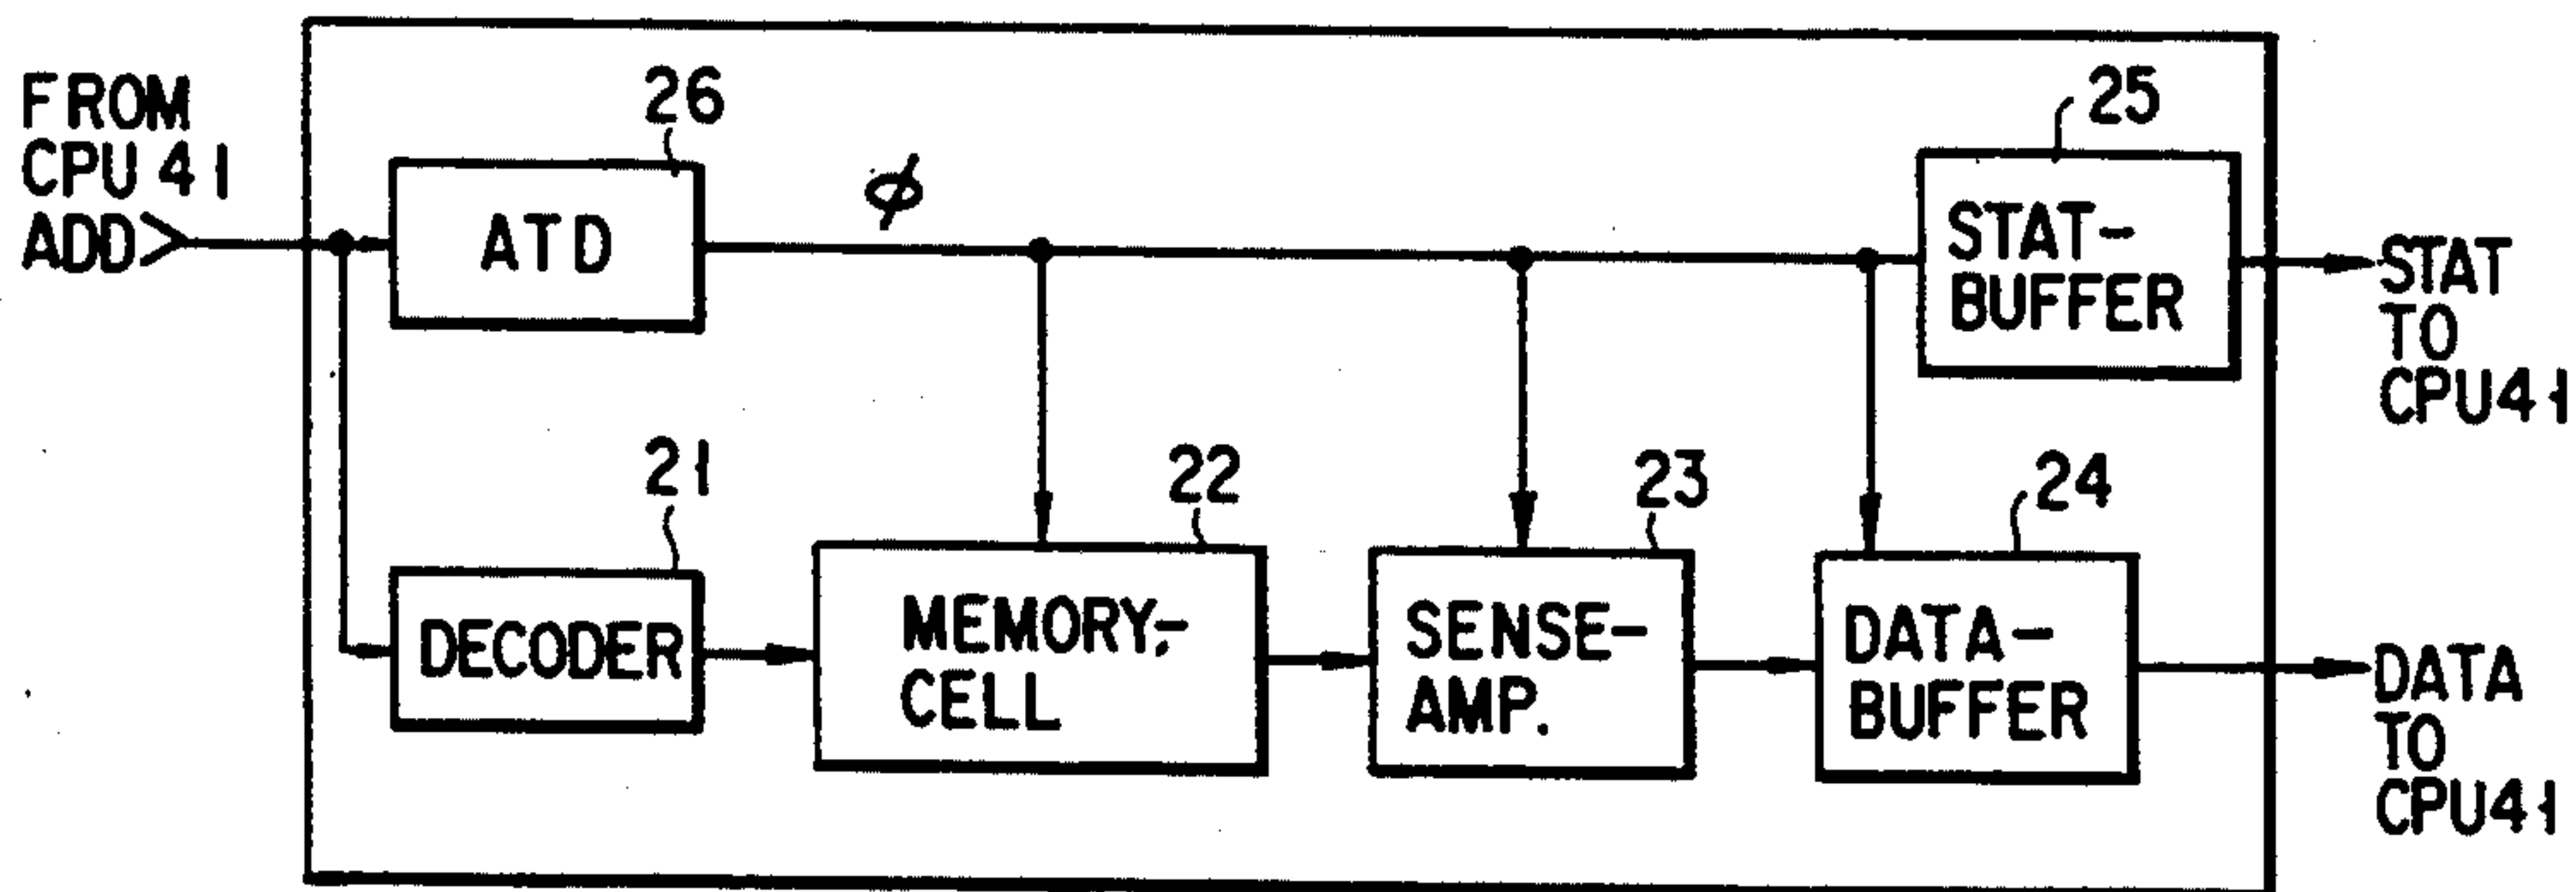 FROM
CPU 41
ADD
26
ATD
φ
25
STAT-
BUFFER
STAT
TO
CPU41
21
DECODER
22
MEMORY-
CELL
23
SENSE-
AMP.
24
DATA-
BUFFER
DATA
TO
CPU41